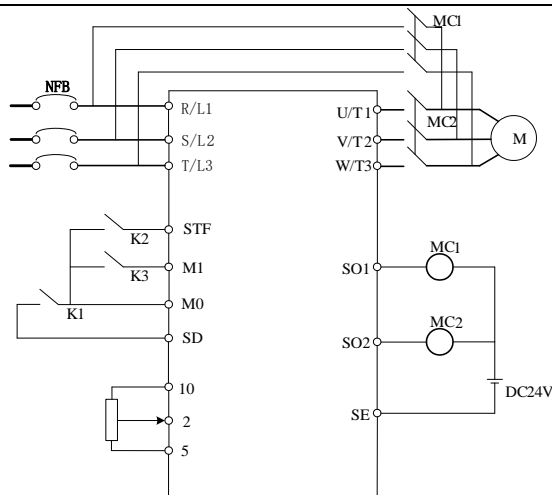 MC1
NFB
R/L1
S/L2
T/L3
U/T1
V/T2
W/T3
MC2
M
STF
K2
M1
K3
M0
K1
SD
10
2
5
SO1
MC1
SO2
MC2
SE
DC24V